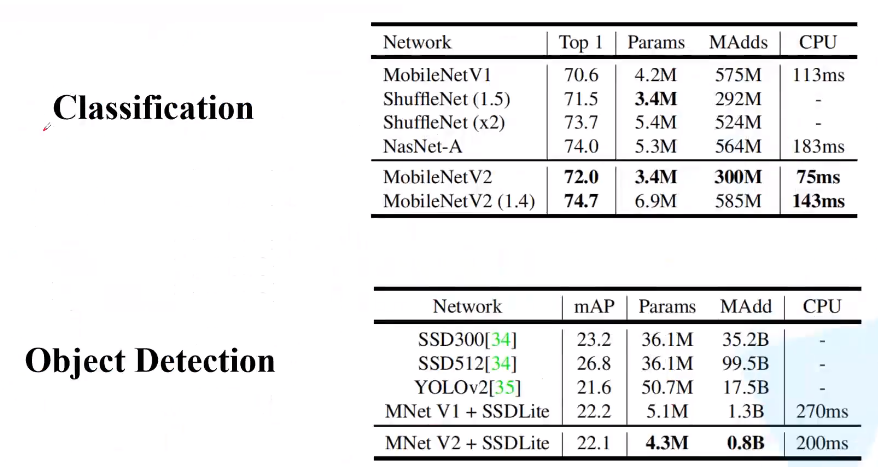 Classification
Network Top 1 Params MAdds CPU
MobileNetV1 70.6 4.2M 575M 113ms
ShuffleNet (1.5) 71.5 3.4M 292M -
ShuffleNet (x2) 73.7 5.4M 524M -
NasNet-A 74.0 5.3M 564M 183ms
MobileNetV2 72.0 3.4M 300M 75ms
MobileNetV2 (1.4) 74.7 6.9M 585M 143ms
Object Detection
Network mAP Params MAdd CPU
SSD300[34] 23.2 36.1M 35.2B -
SSD512[34] 26.8 36.1M 99.5B -
YOLOv2[35] 21.6 50.7M 17.5B -
MNet V1 + SSDLite 22.2 5.1M 1.3B 270ms
MNet V2 + SSDLite 22.1 4.3M 0.8B 200ms